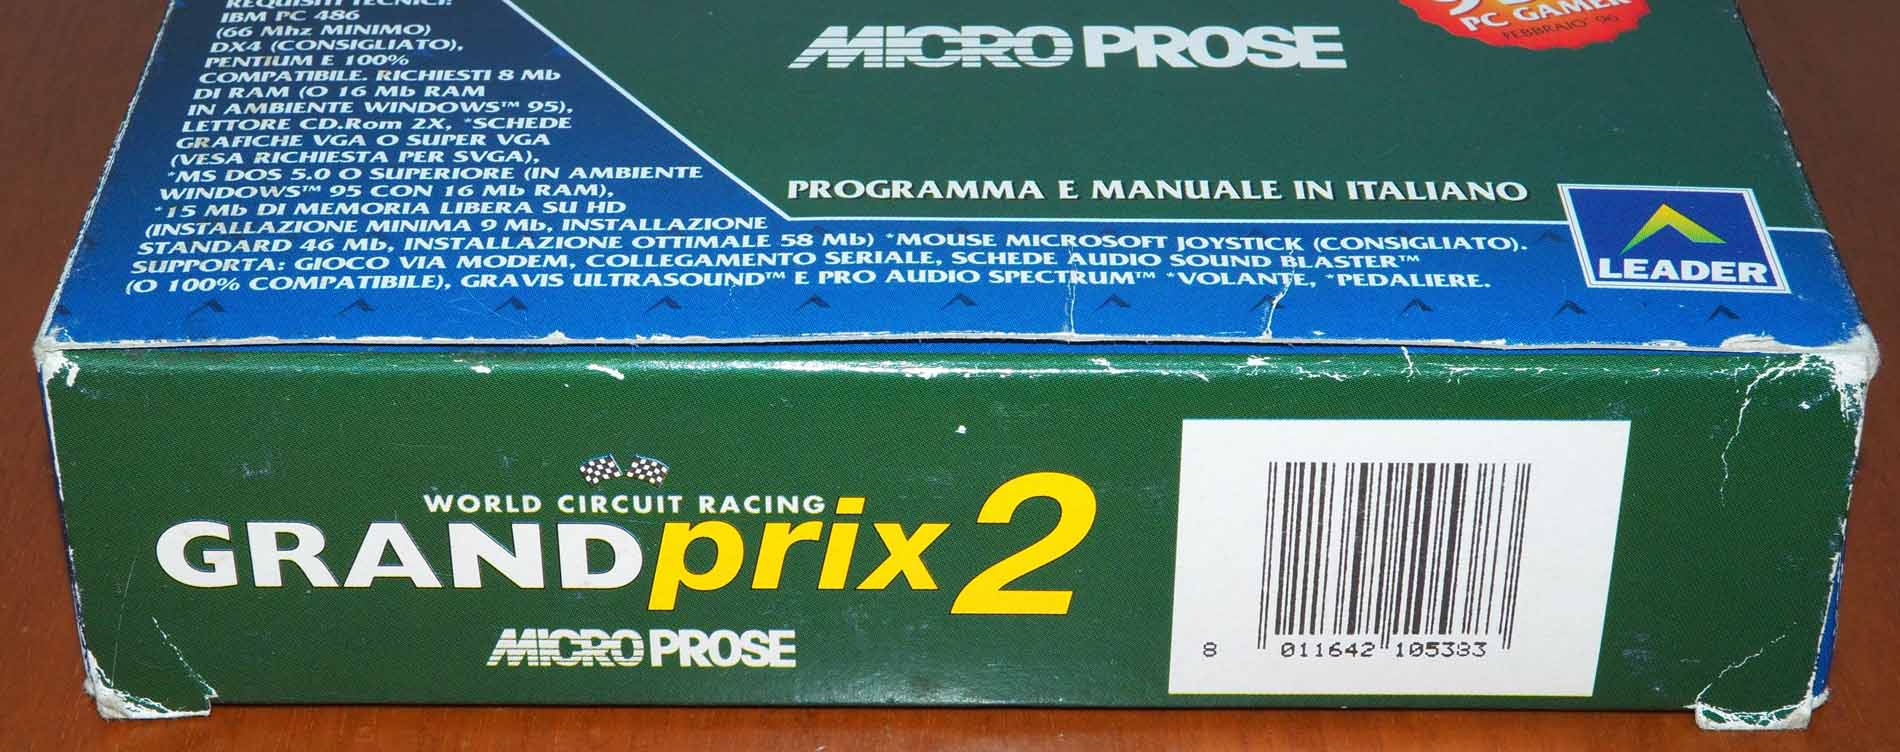 REQUISITI TECNICI:
IBM PC 486
(66 Mhz MINIMO)
DX4 (CONSIGLIATO),
PENTIUM E 100%
COMPATIBILE. RICHIESTI 8 Mb
DI RAM (O 16 Mb RAM
IN AMBIENTE WINDOWS™ 95),
LETTORE CD.Rom 2X, *SCHEDE
GRAFICHE VGA O SUPER VGA
(VESA RICHIESTA PER SVGA),
*MS DOS 5.0 O SUPERIORE (IN AMBIENTE
WINDOWS™ 95 CON 16 Mb RAM),
*15 Mb DI MEMORIA LIBERA SU HD
(INSTALLAZIONE MINIMA 9 Mb, INSTALLAZIONE
STANDARD 46 Mb, INSTALLAZIONE OTTIMALE 58 Mb) *MOUSE MICROSOFT JOYSTICK (CONSIGLIATO).
SUPPORTA: GIOCO VIA MODEM, COLLEGAMENTO SERIALE, SCHEDE AUDIO SOUND BLASTER™
(O 100% COMPATIBILE), GRAVIS ULTRASOUND™ E PRO AUDIO SPECTRUM™ *VOLANTE, *PEDALIERE.
MICROPROSE
PC GAMER
FEBBRAIO '96
PROGRAMMA E MANUALE IN ITALIANO
LEADER
WORLD CIRCUIT RACING
GRANDprix 2
MICROPROSE
8 011642 105383